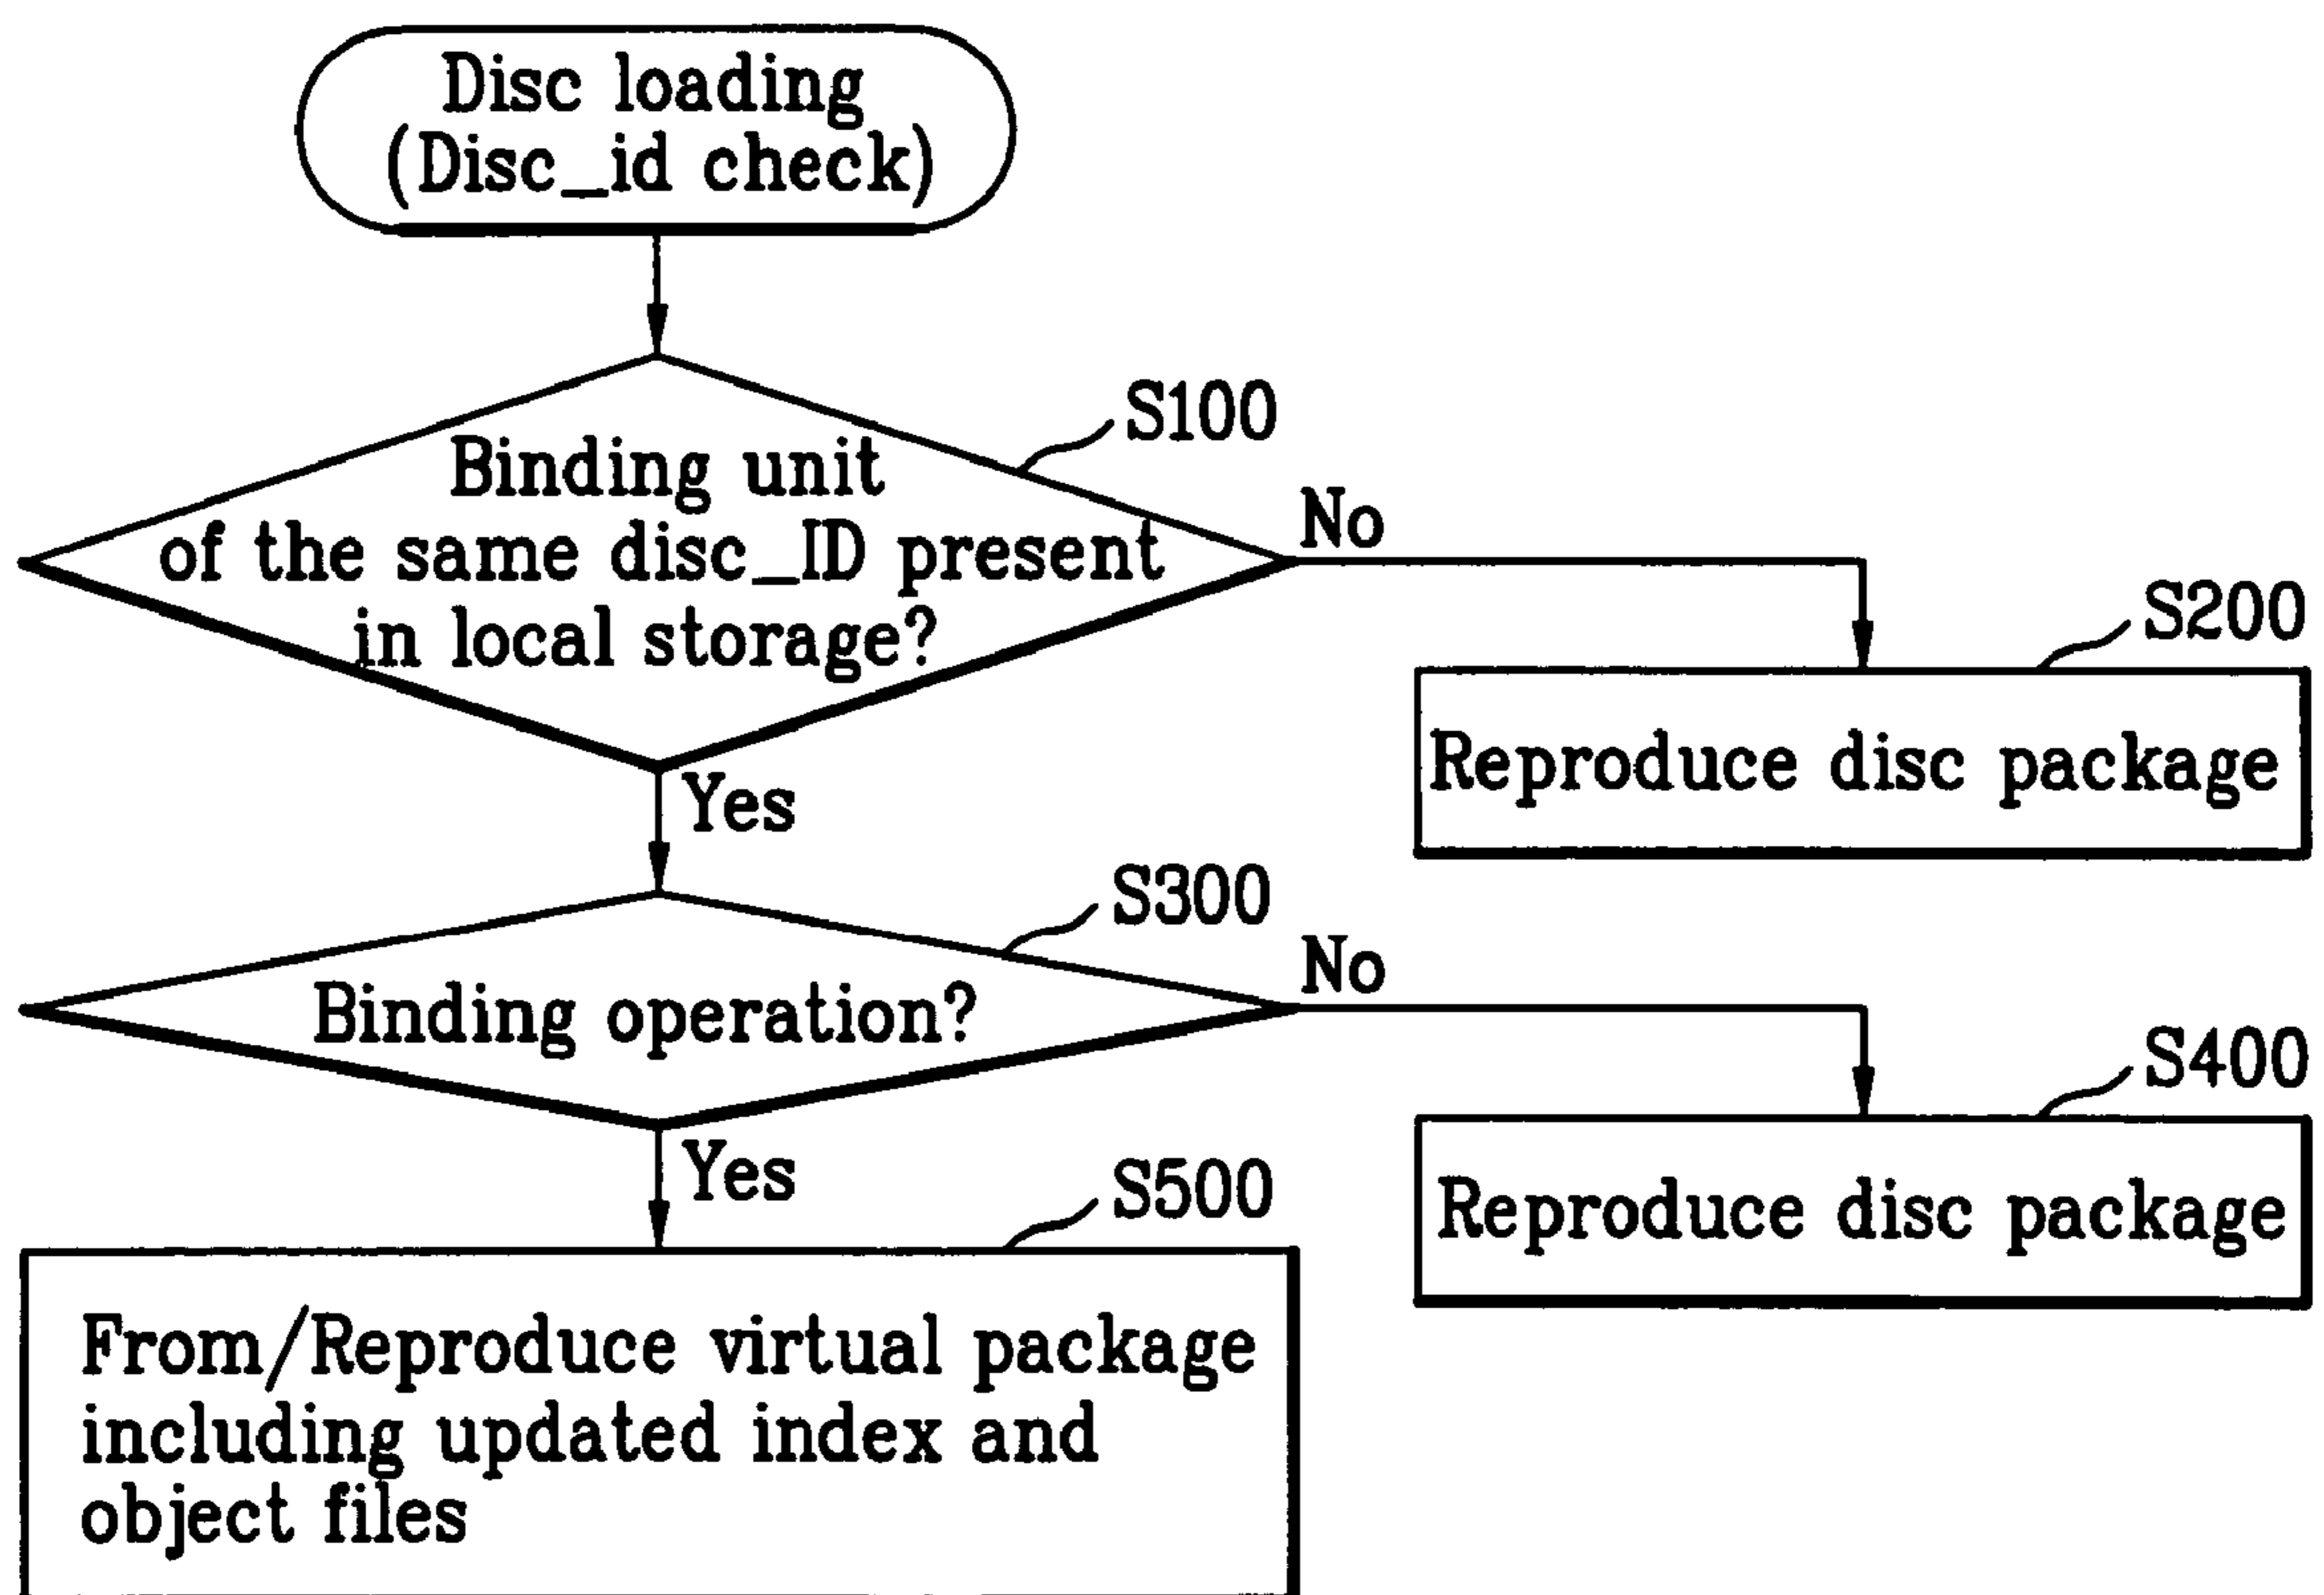 Disc loading
(Disc_id check)
S100
Binding unit
of the same disc_ID present
in local storage?
No
S200
Reproduce disc package
Yes
S300
Binding operation?
No
S400
Reproduce disc package
Yes
S500
From/Reproduce virtual package
including updated index and
object files